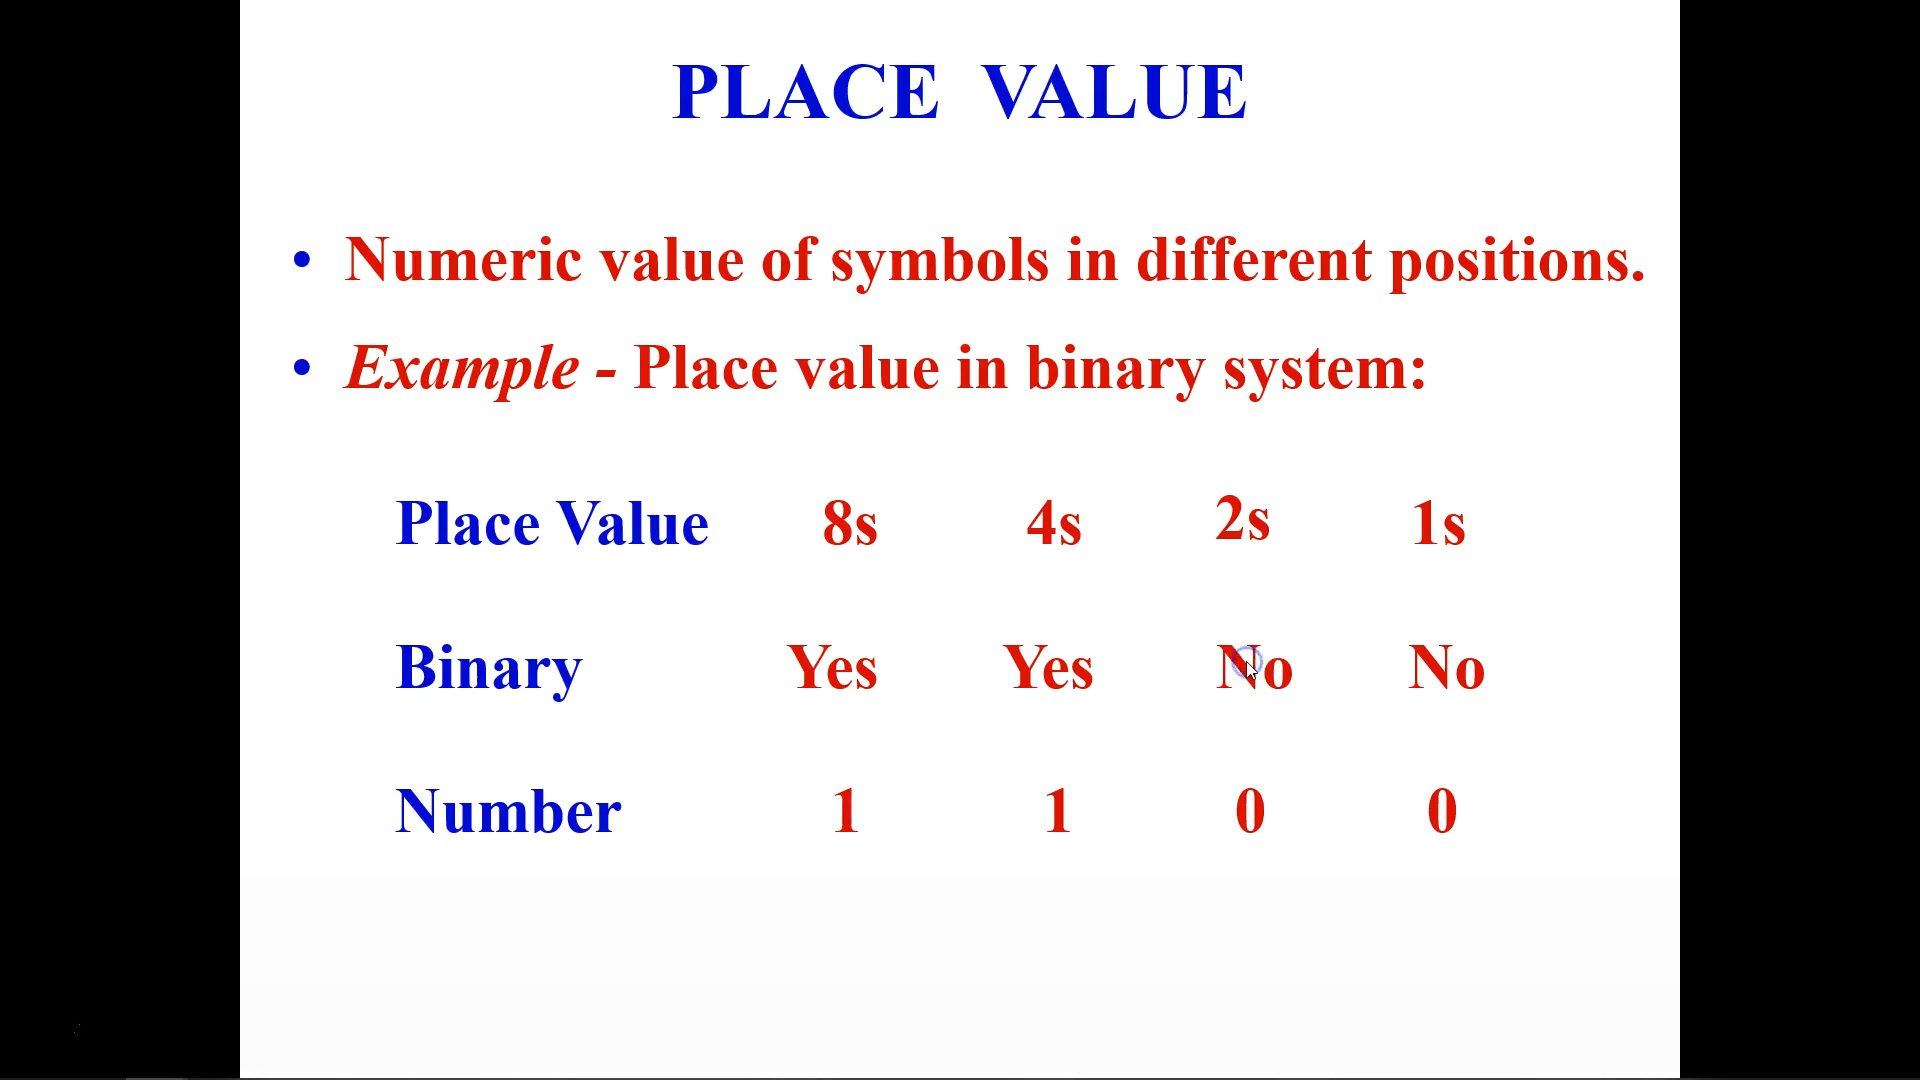 PLACE VALUE
• Numeric value of symbols in different positions.
• Example - Place value in binary system:
Place Value 8s 4s 2s 1s
Binary Yes Yes No No
Number 1 1 0 0